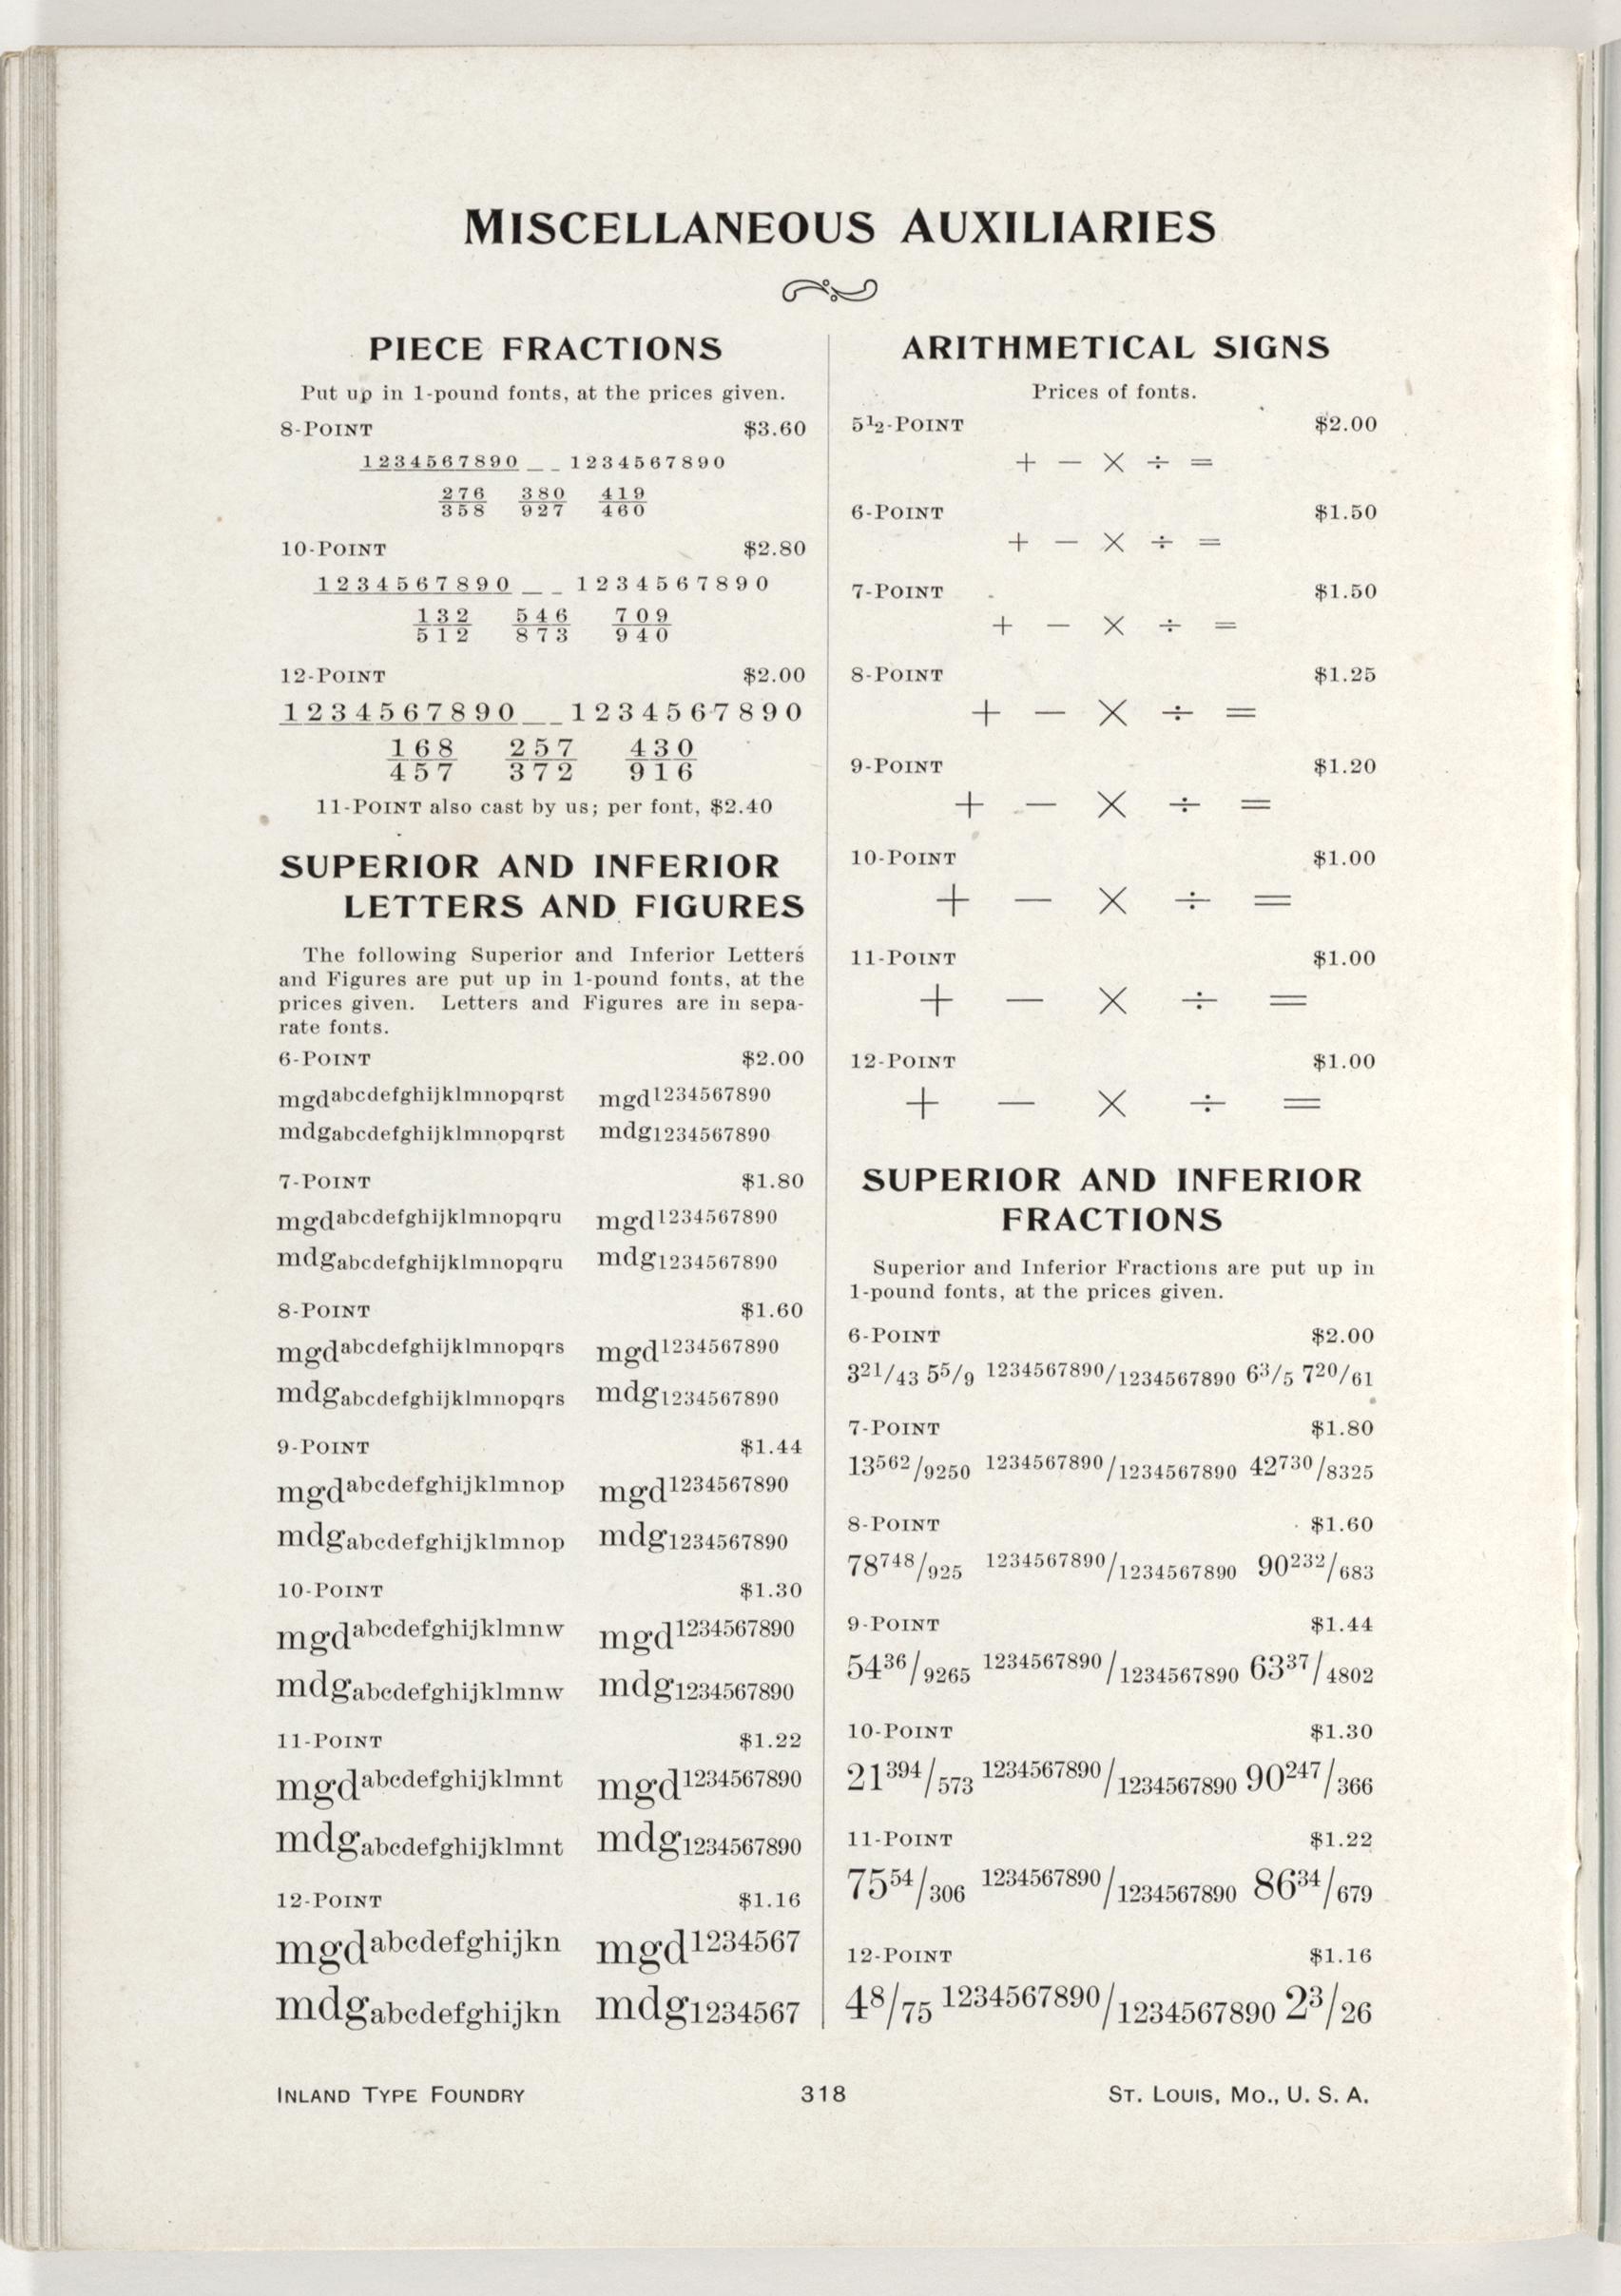 MISCELLANEOUS AUXILIARIES
PIECE FRACTIONS
Put up in 1-pound fonts, at the prices given.
8-POINT $3.60
1234567890 _ _ 1234567890
276/358 380/927 419/460
10-POINT $2.80
1234567890 _ _ 1234567890
132/512 546/873 709/940
12-POINT $2.00
1234567890 _ _ 1234567890
168/457 257/372 430/916
11-POINT also cast by us; per font, $2.40
SUPERIOR AND INFERIOR
LETTERS AND FIGURES
The following Superior and Inferior Letters
and Figures are put up in 1-pound fonts, at the
prices given. Letters and Figures are in sepa-
rate fonts.
6-POINT $2.00
mgdabcdefghijklmnopqrst mgd1234567890
mdgabcdefghijklmnopqrst mdg1234567890
7-POINT $1.80
mgdabcdefghijklmnopqru mgd1234567890
mdgabcdefghijklmnopqru mdg1234567890
8-POINT $1.60
mgdabcdefghijklmnopqrs mgd1234567890
mdgabcdefghijklmnopqrs mdg1234567890
9-POINT $1.44
mgdabcdefghijklmnop mgd1234567890
mdgabcdefghijklmnop mdg1234567890
10-POINT $1.30
mgdabcdefghijklmnw mgd1234567890
mdgabcdefghijklmnw mdg1234567890
11-POINT $1.22
mgdabcdefghijklmnt mgd1234567890
mdgabcdefghijklmnt mdg1234567890
12-POINT $1.16
mgdabcdefghijkn mgd1234567
mdgabcdefghijkn mdg1234567
ARITHMETICAL SIGNS
Prices of fonts.
5½-POINT $2.00
+ − × ÷ =
6-POINT $1.50
+ − × ÷ =
7-POINT $1.50
+ − × ÷ =
8-POINT $1.25
+ − × ÷ =
9-POINT $1.20
+ − × ÷ =
10-POINT $1.00
+ − × ÷ =
11-POINT $1.00
+ − × ÷ =
12-POINT $1.00
+ − × ÷ =
SUPERIOR AND INFERIOR
FRACTIONS
Superior and Inferior Fractions are put up in
1-pound fonts, at the prices given.
6-POINT $2.00
321/43 55/9 1234567890/1234567890 63/5 720/61
7-POINT $1.80
13562/9250 1234567890/1234567890 42730/8325
8-POINT $1.60
78748/925 1234567890/1234567890 90232/683
9-POINT $1.44
5436/9265 1234567890/1234567890 6337/4802
10-POINT $1.30
21394/573 1234567890/1234567890 90247/366
11-POINT $1.22
7554/306 1234567890/1234567890 8634/679
12-POINT $1.16
48/75 1234567890/1234567890 23/26
INLAND TYPE FOUNDRY 318 ST. LOUIS, MO., U. S. A.